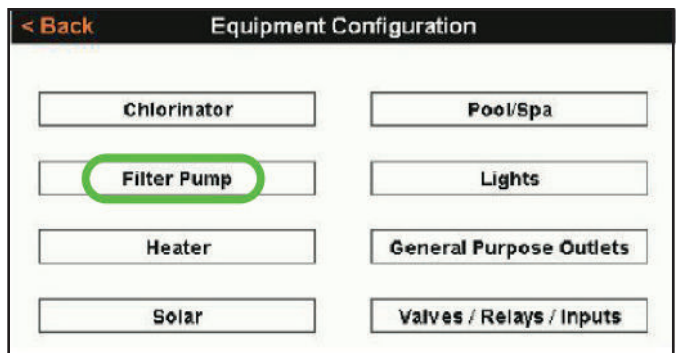 < Back Equipment Configuration
Chlorinator Pool/Spa
Filter Pump Lights
Heater General Purpose Outlets
Solar Valves / Relays / Inputs